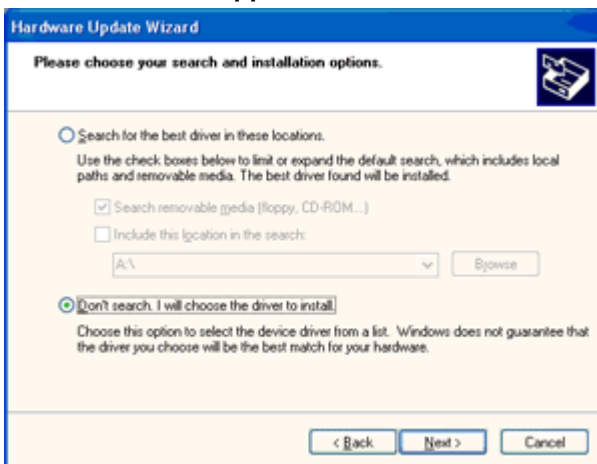 Hardware Update Wizard
Please choose your search and installation options.
Search for the best driver in these locations.
Use the check boxes below to limit or expand the default search, which includes local
paths and removable media. The best driver found will be installed.
Search removable media (floppy, CD-ROM...)
Include this location in the search:
A:\
Browse
Don't search. I will choose the driver to install.
Choose this option to select the device driver from a list. Windows does not guarantee that
the driver you choose will be the best match for your hardware.
< Back Next > Cancel